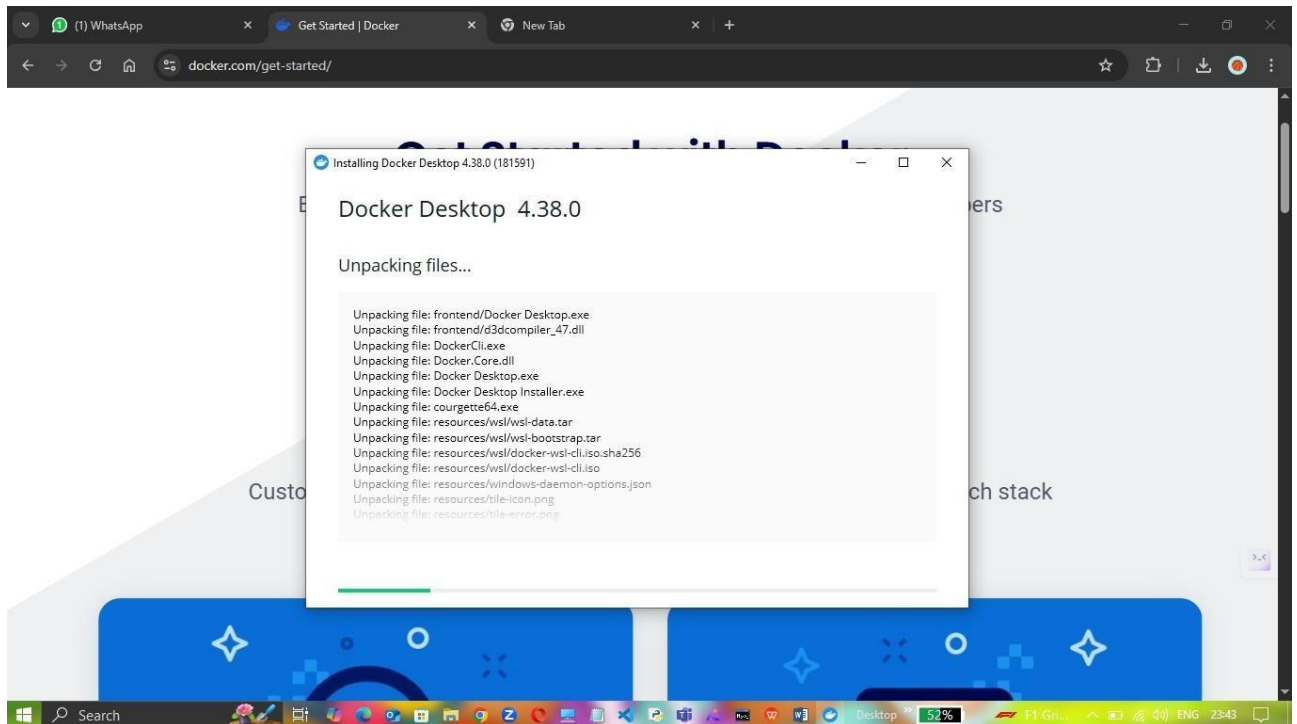 (1) WhatsApp
Get Started | Docker
New Tab
docker.com/get-started/
Installing Docker Desktop 4.38.0 (181591)
Docker Desktop 4.38.0
Unpacking files...
Unpacking file: frontend/Docker Desktop.exe
Unpacking file: frontend/d3dcompiler_47.dll
Unpacking file: DockerCli.exe
Unpacking file: Docker.Core.dll
Unpacking file: Docker Desktop.exe
Unpacking file: Docker Desktop Installer.exe
Unpacking file: courgette64.exe
Unpacking file: resources/wsl/wsl-data.tar
Unpacking file: resources/wsl/wsl-bootstrap.tar
Unpacking file: resources/wsl/docker-wsl-cli.iso.sha256
Unpacking file: resources/wsl/docker-wsl-cli.iso
Unpacking file: resources/windows-daemon-options.json
Unpacking file: resources/tile-icon.png
Unpacking file: resources/tile-error.png
Custo
ch stack
Search
Desktop
52%
F1 Gri...
ENG
23:43